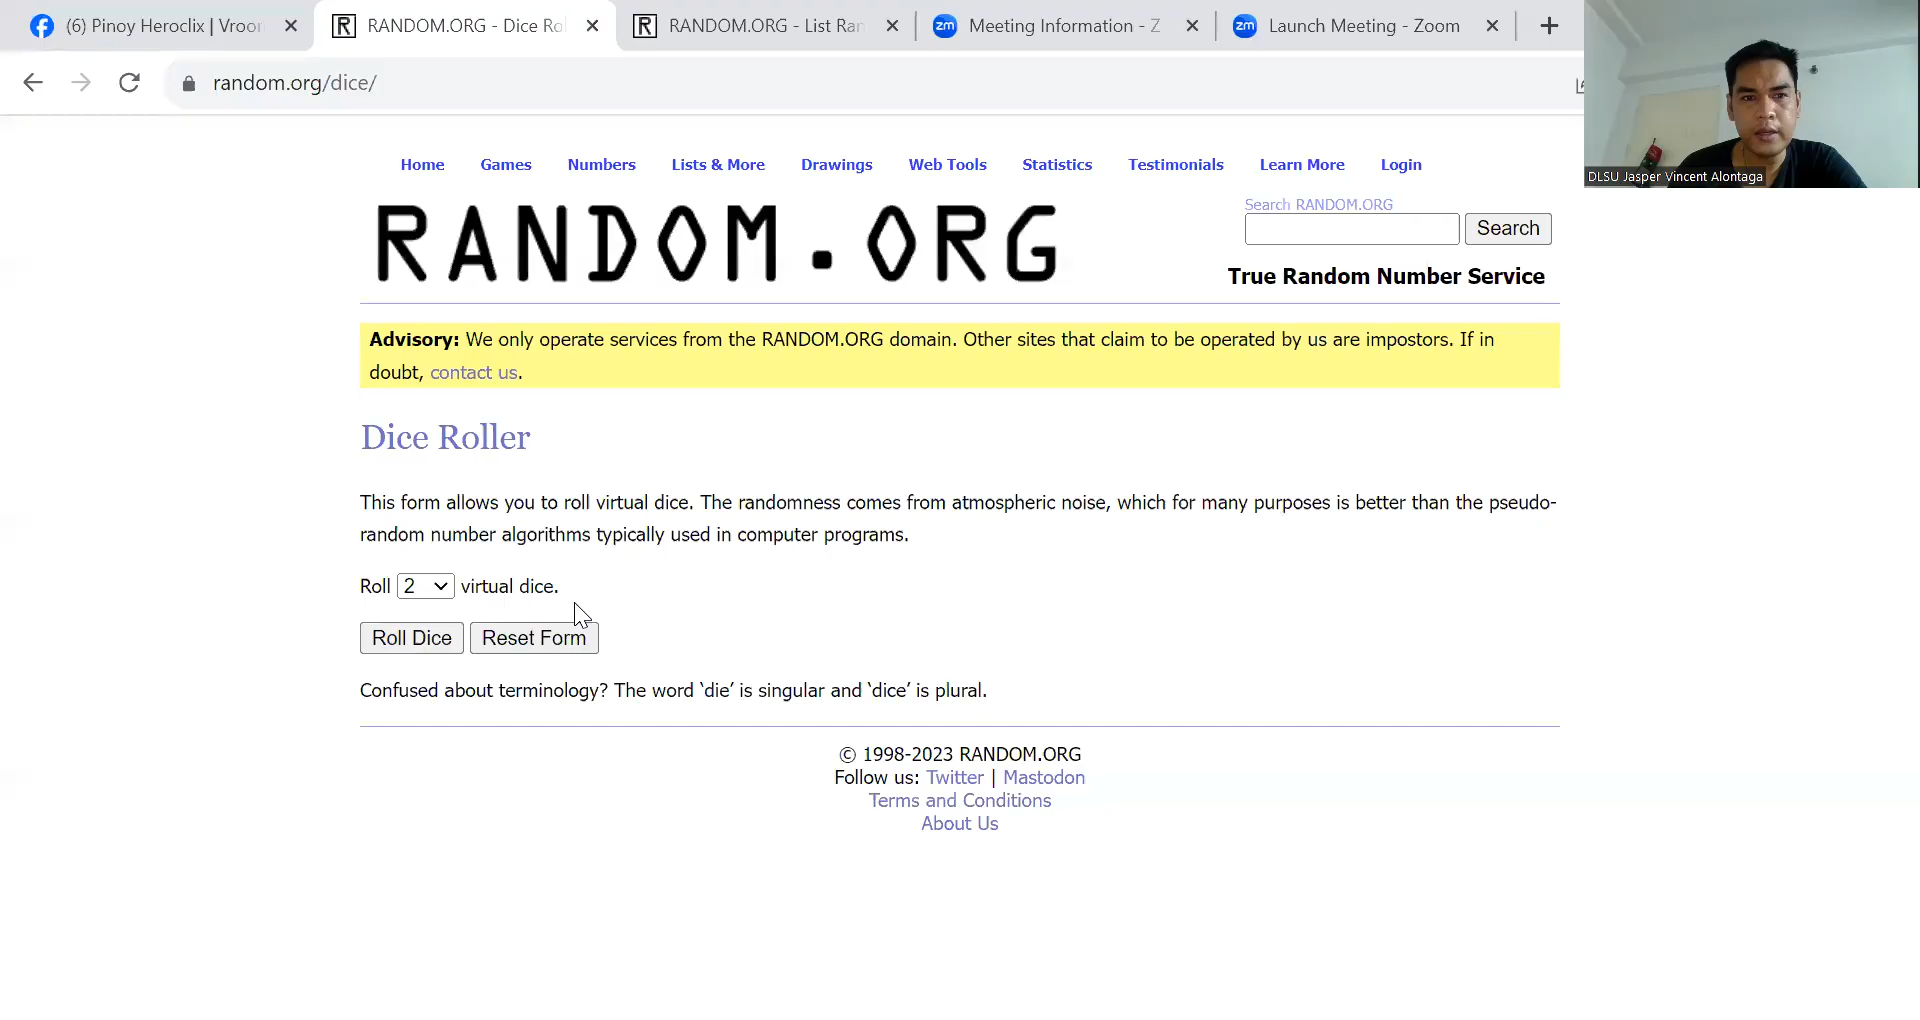 (6) Pinoy Heroclix | Vroor
RANDOM.ORG - Dice Ro
RANDOM.ORG - List Ran
Meeting Information - Z
Launch Meeting - Zoom
random.org/dice/
DLSU Jasper Vincent Alontaga
Home Games Numbers Lists & More Drawings Web Tools Statistics Testimonials Learn More Login
RANDOM.ORG
Search RANDOM.ORG
Search
True Random Number Service
Advisory: We only operate services from the RANDOM.ORG domain. Other sites that claim to be operated by us are impostors. If in
doubt, contact us.
Dice Roller
This form allows you to roll virtual dice. The randomness comes from atmospheric noise, which for many purposes is better than the pseudo-
random number algorithms typically used in computer programs.
Roll 2 virtual dice.
Roll Dice Reset Form
Confused about terminology? The word ‘die’ is singular and ‘dice’ is plural.
© 1998-2023 RANDOM.ORG
Follow us: Twitter | Mastodon
Terms and Conditions
About Us